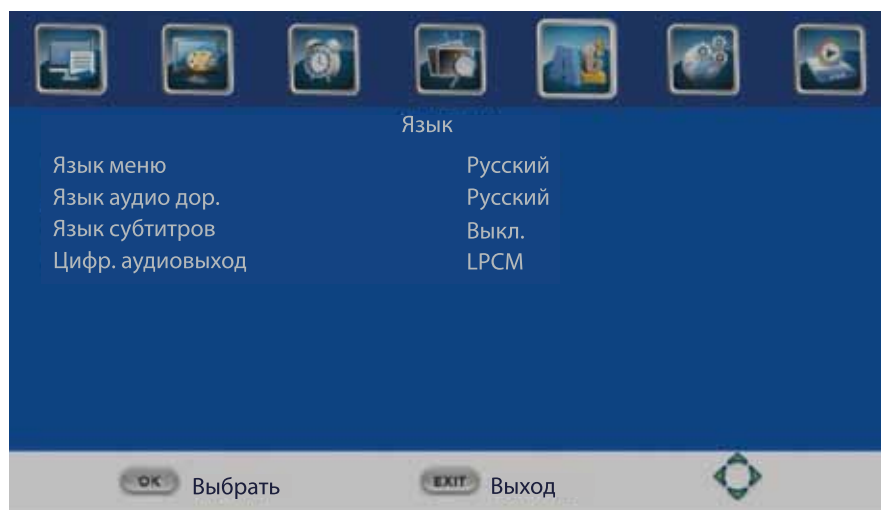 Язык
Язык меню Русский
Язык аудио дор. Русский
Язык субтитров Выкл.
Цифр. аудиовыход LPCM
OK Выбрать EXIT Выход